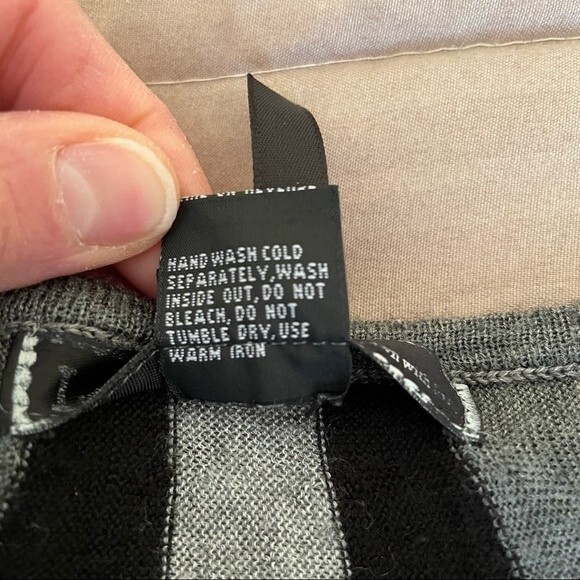 HAND WASH COLD
SEPARATELY, WASH
INSIDE OUT, DO NOT
BLEACH, DO NOT
TUMBLE DRY, USE
WARM IRON